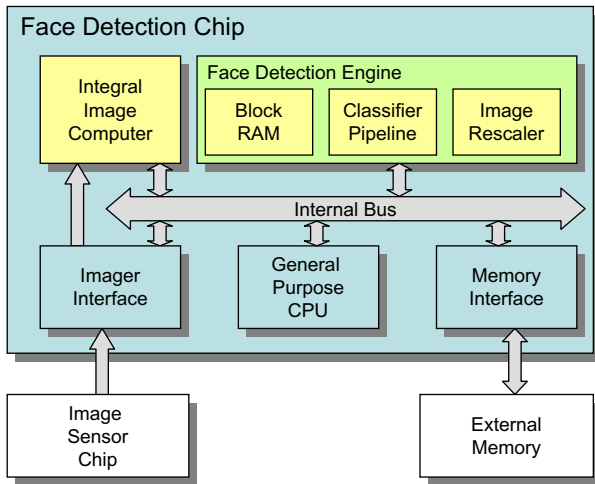 Face Detection Chip
Integral
Image
Computer
Face Detection Engine
Block
RAM
Classifier
Pipeline
Image
Rescaler
Internal Bus
Imager
Interface
General
Purpose
CPU
Memory
Interface
Image
Sensor
Chip
External
Memory